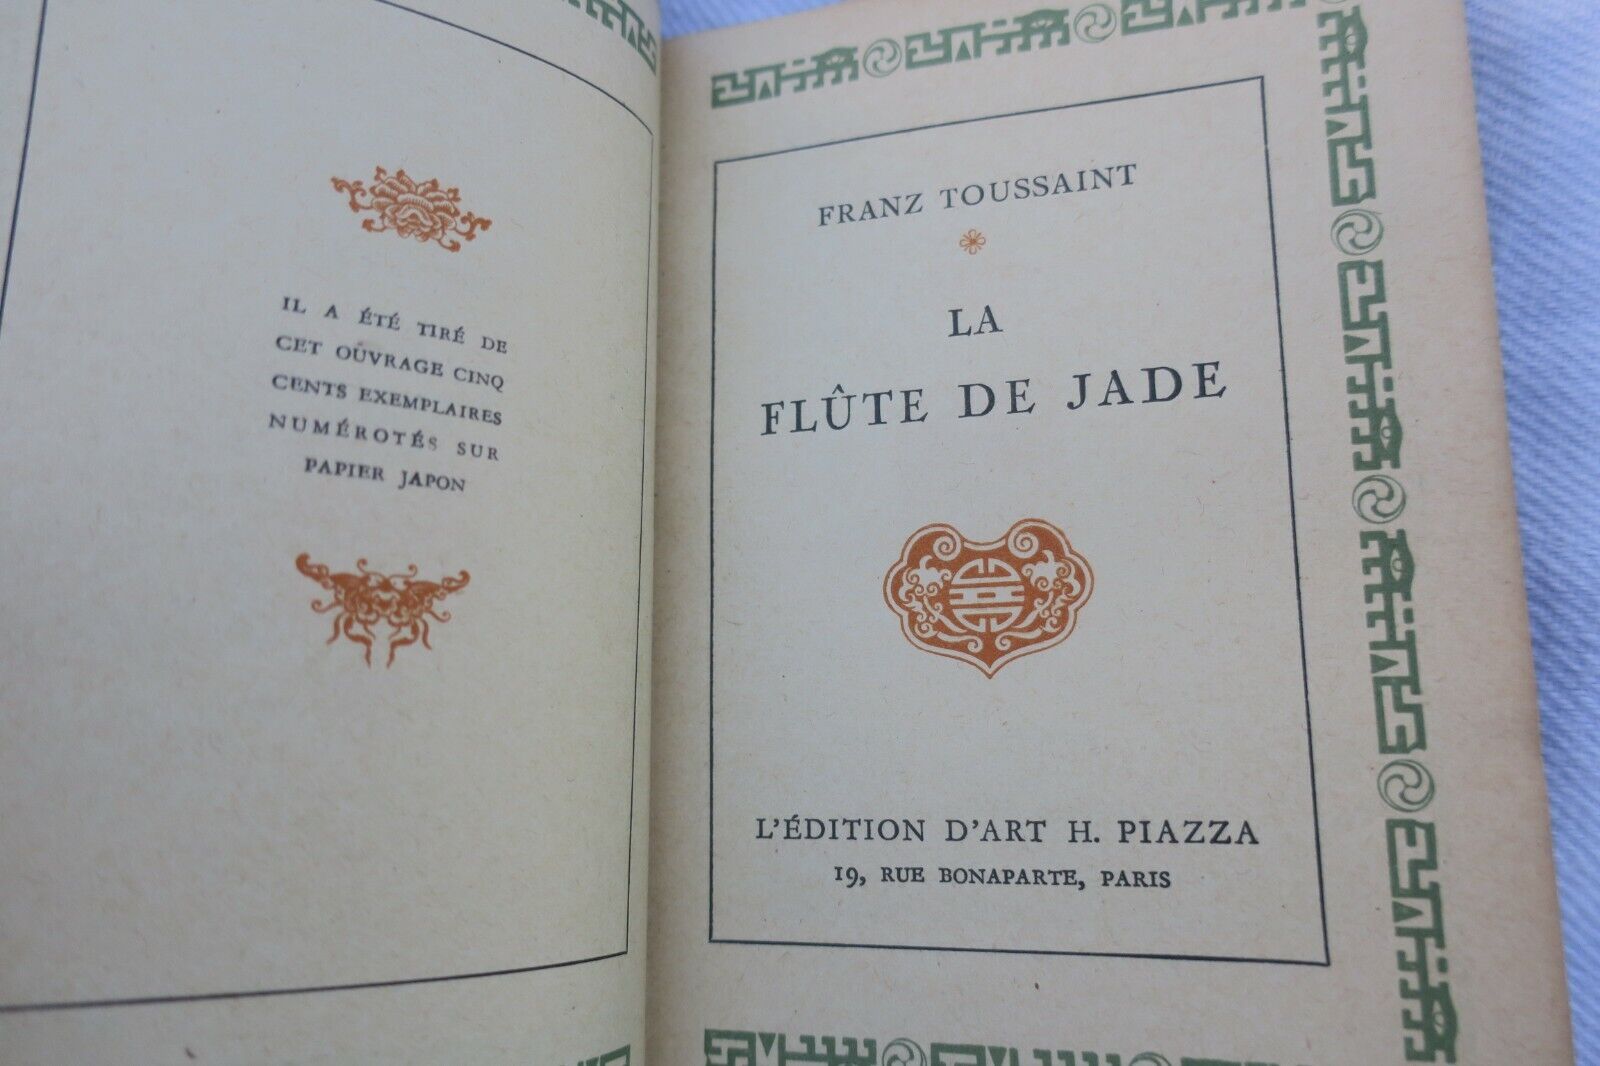 IL A ÉTÉ TIRÉ DE
CET OÛVRAGE CINQ
CENTS EXEMPLAIRES
NUMÉROTÉS SUR
PAPIER JAPON
FRANZ TOUSSAINT
LA
FLÛTE DE JADE
L'ÉDITION D'ART H. PIAZZA
19, RUE BONAPARTE, PARIS